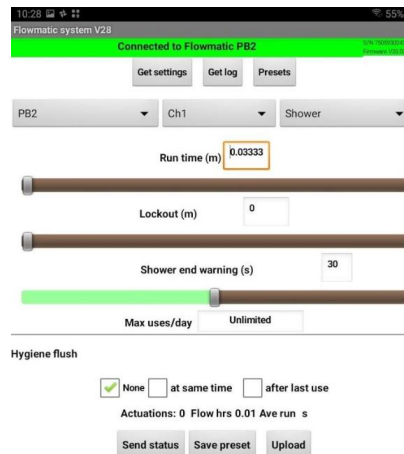 10:28 55%
Flowmatic system V28
Connected to Flowmatic PB2
Get settings Get log Presets
PB2 Ch1 Shower
Run time (m) 0.03333
Lockout (m) 0
Shower end warning (s) 30
Max uses/day Unlimited
Hygiene flush
None at same time after last use
Actuations: 0 Flow hrs 0.01 Ave run s
Send status Save preset Upload